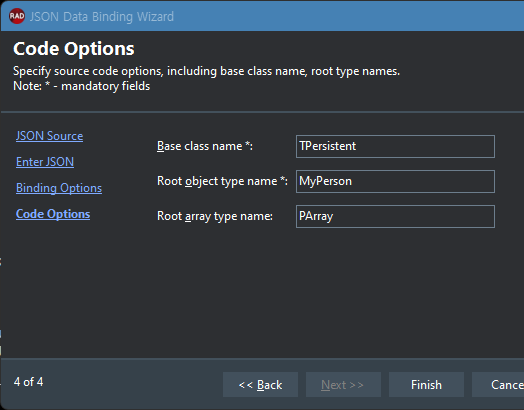 RAD JSON Data Binding Wizard
Code Options
Specify source code options, including base class name, root type names.
Note: * - mandatory fields
JSON Source
Enter JSON
Binding Options
Code Options
Base class name *: TPersistent
Root object type name *: MyPerson
Root array type name: PArray
4 of 4
<< Back
Next >>
Finish
Cance